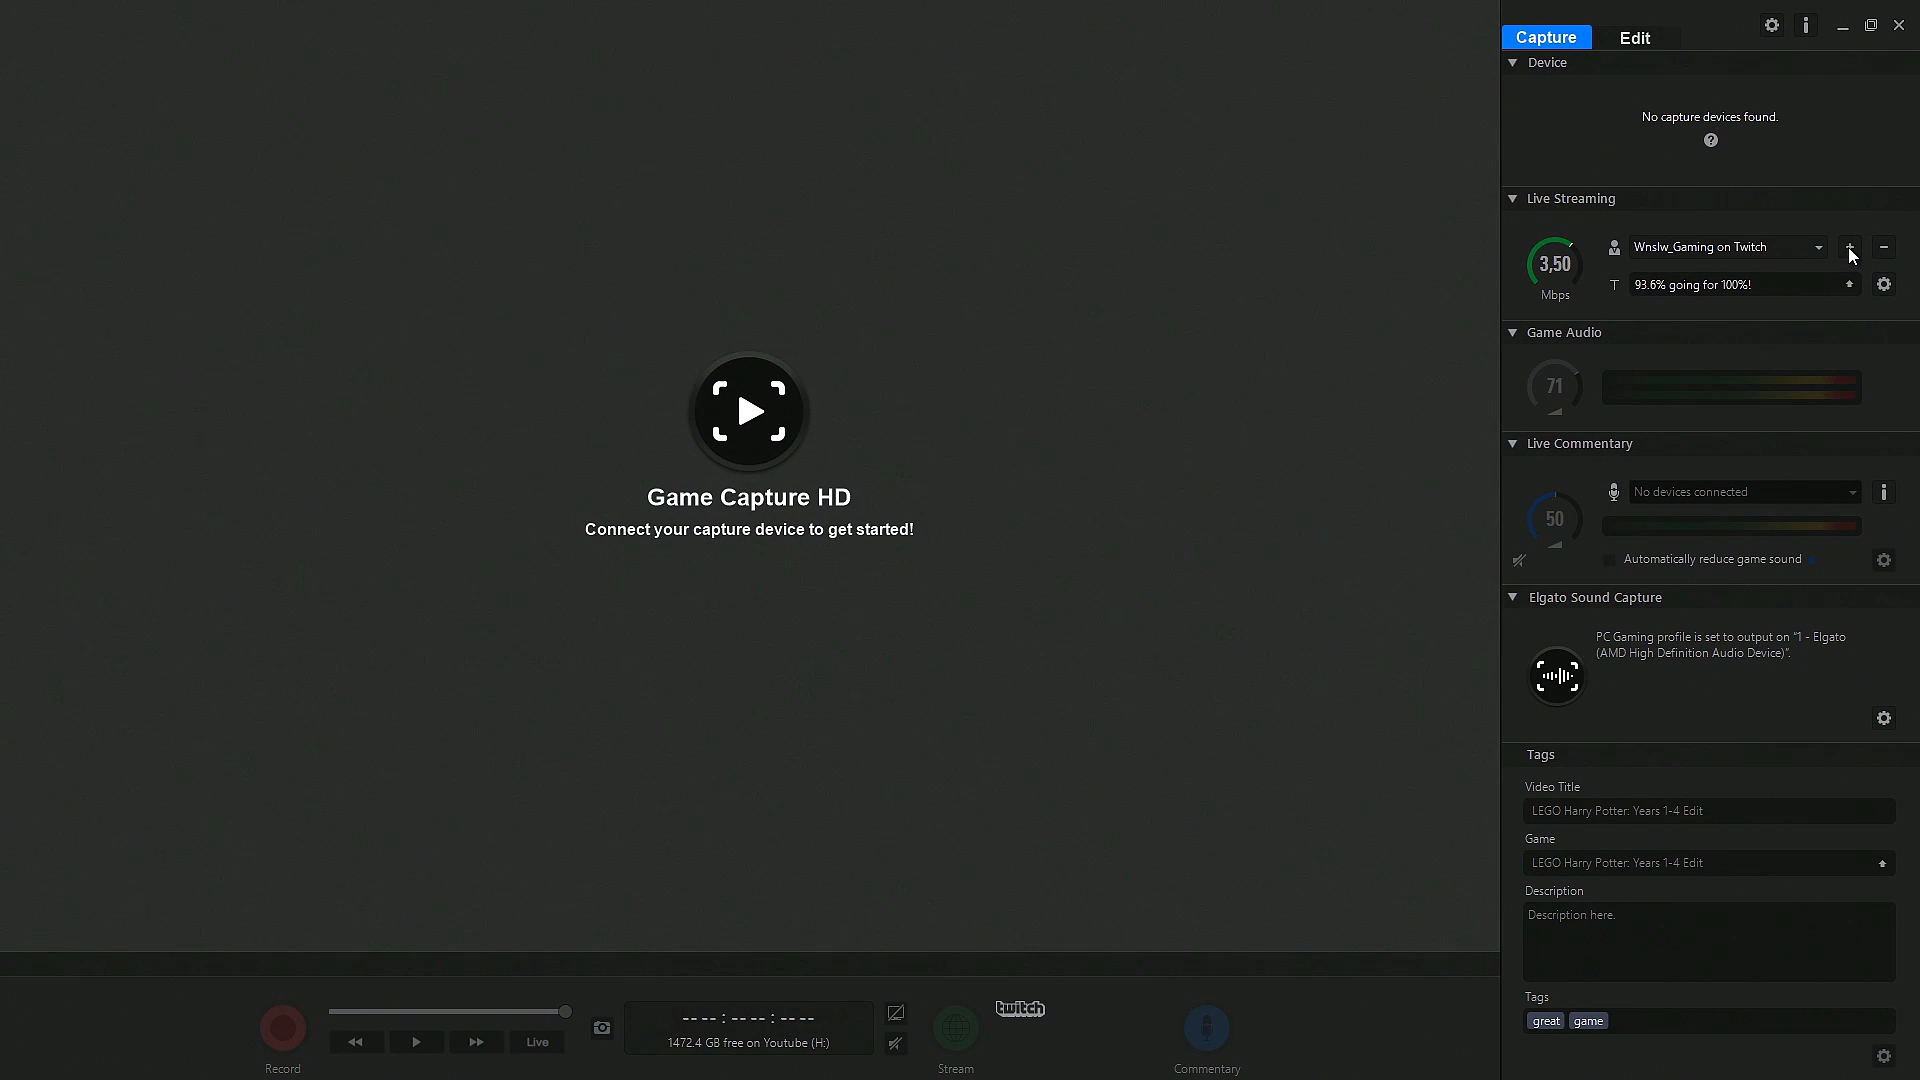 Capture
Edit
Device
No capture devices found.
Live Streaming
3,50
Mbps
Wnslw_Gaming on Twitch
T
93.6% going for 100%!
Game Audio
71
Live Commentary
No devices connected
50
Automatically reduce game sound
Elgato Sound Capture
PC Gaming profile is set to output on "1 - Elgato
(AMD High Definition Audio Device)".
Tags
Video Title
LEGO Harry Potter: Years 1-4 Edit
Game
LEGO Harry Potter: Years 1-4 Edit
Description
Description here.
Tags
great game
Game Capture HD
Connect your capture device to get started!
Record
Live
-- -- : -- -- : -- --
1472.4 GB free on Youtube (H:)
Stream
twitch
Commentary